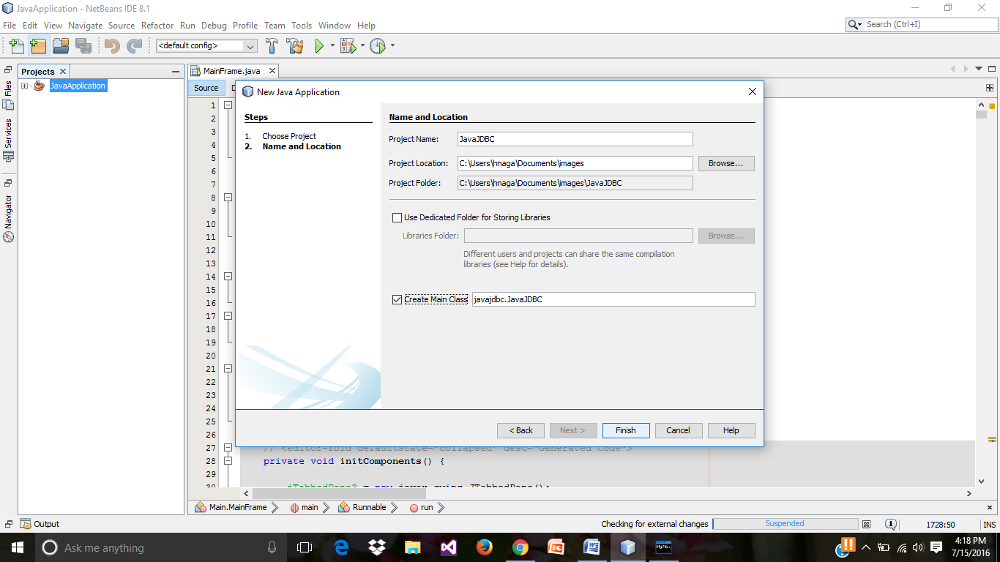 JavaApplication - NetBeans IDE 8.1
File Edit View Navigate Source Refactor Run Debug Profile Team Tools Window Help
Search (Ctrl+I)
<default config>
Projects
MainFrame.java
JavaApplication
Files
Services
Navigator
Source
New Java Application
Steps
1. Choose Project
2. Name and Location
Name and Location
Project Name: JavaJDBC
Project Location: C:\Users\hnaga\Documents\images Browse...
Project Folder: C:\Users\hnaga\Documents\images\JavaJDBC
Use Dedicated Folder for Storing Libraries
Libraries Folder: Browse...
Different users and projects can share the same compilation
libraries (see Help for details).
Create Main Class javajdbc.JavaJDBC
< Back Next > Finish Cancel Help
1
2
3
4
5
6
7
8
9
10
11
12
13
14
15
16
17
18
19
20
21
22
23
24
25
26
27 // <editor-fold defaultstate="collapsed" desc="Generated Code">
28 private void initComponents() {
29
30 jTabbedPane3 = new javax.swing.JTabbedPane();
Main.MainFrame main Runnable run
Output
Checking for external changes Suspended 1 1728:50 INS
Ask me anything
MySQL
4:18 PM
7/15/2016